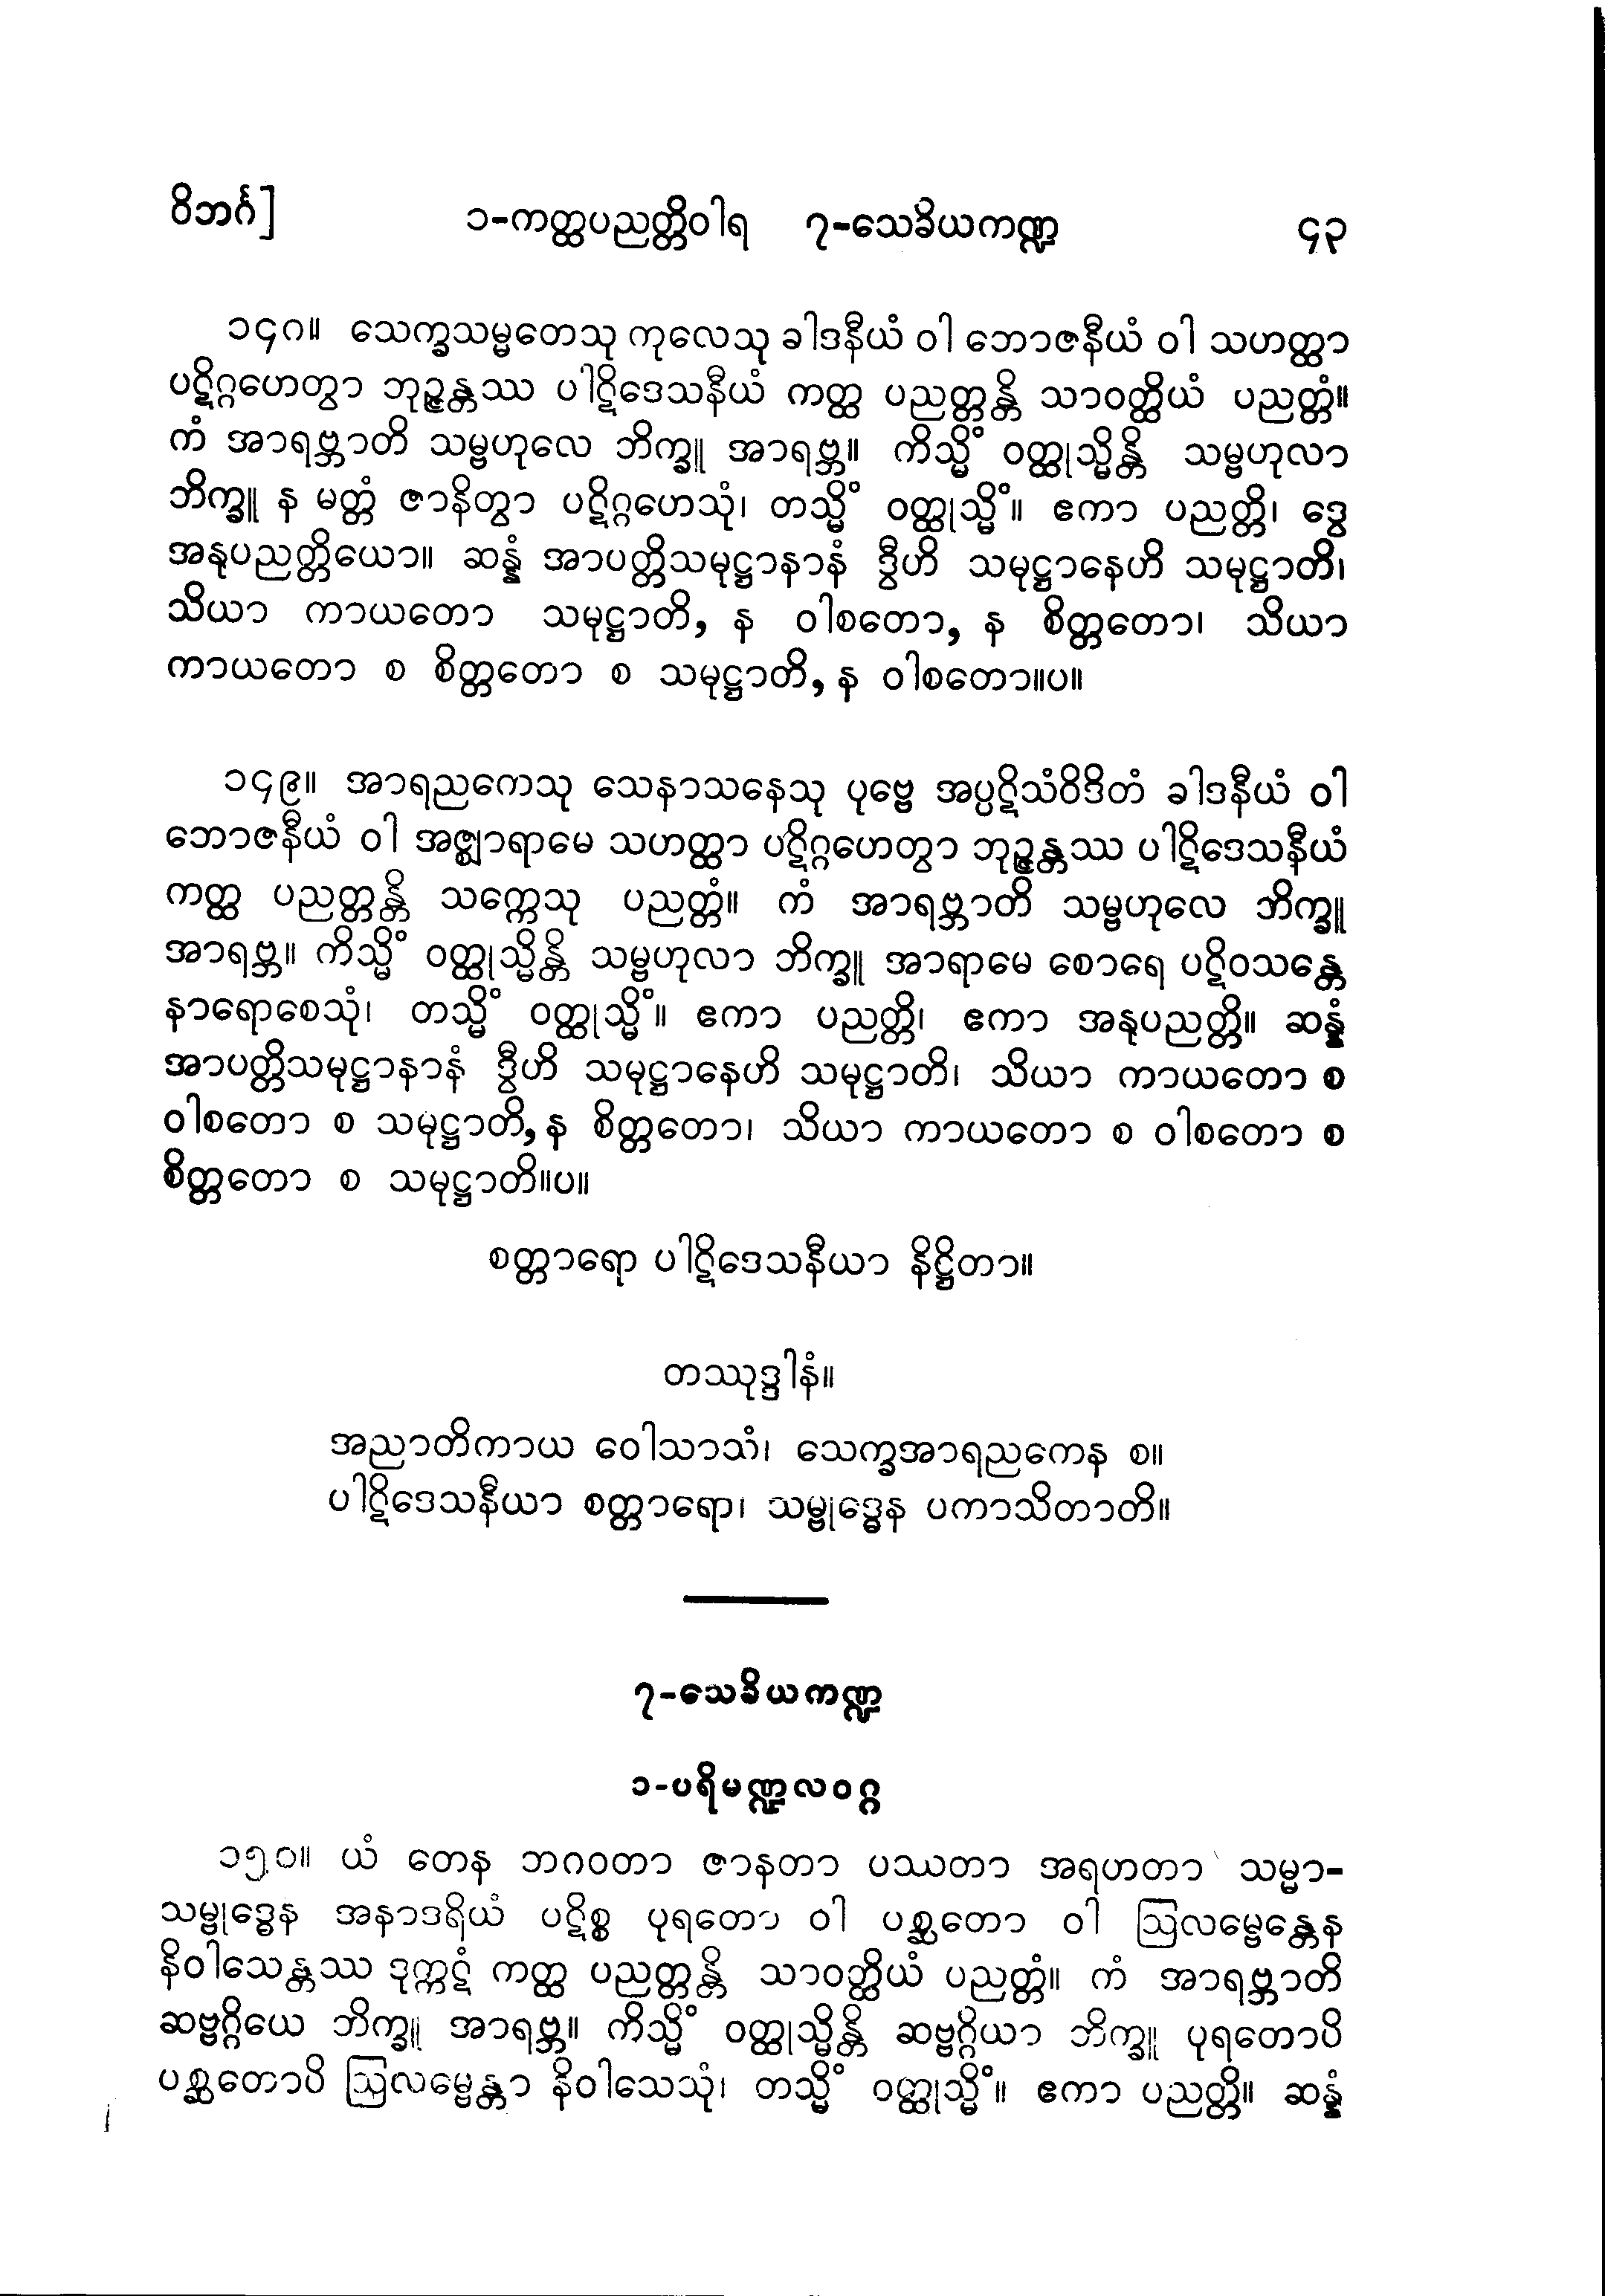 ဝိဘင်္ဂ] ၁-ကတ္ထပညတ္တိဝါရ ၇-သေခိယကဏ္ဍ ၄၃
၁၄၈။ သေက္ခသမ္မတေသု ကုလေသု ခါဒနီယံ ဝါ ဘောဇနီယံ ဝါ သဟတ္ထာ
ပဋိဂ္ဂဟေတွာ ဘုဉ္ဇန္တဿ ပါဋိဒေသနီယံ ကတ္ထ ပညတ္တန္တိ သာဝတ္ထိယံ ပညတ္တံ။
ကံ အာရဗ္ဘာတိ သမ္ဗဟုလေ ဘိက္ခူ အာရဗ္ဘ။ ကိသ္မိံ ဝတ္ထုသ္မိန္တိ သမ္ဗဟုလာ
ဘိက္ခူ န မတ္တံ ဇာနိတွာ ပဋိဂ္ဂဟေသုံ၊ တသ္မိံ ဝတ္ထုသ္မိံ။ ဧကာ ပညတ္တိ၊ ဒွေ
အနုပညတ္တိယော။ ဆန္နံ အာပတ္တိသမုဋ္ဌာနာနံ ဒွီဟိ သမုဋ္ဌာနေဟိ သမုဋ္ဌာတိ၊
သိယာ ကာယတော သမုဋ္ဌာတိ, န ဝါစတော, န စိတ္တတော၊ သိယာ
ကာယတော စ စိတ္တတော စ သမုဋ္ဌာတိ, န ဝါစတော။ပ။
၁၄၉။ အာရညကေသု သေနာသနေသု ပုဗ္ဗေ အပ္ပဋိသံဝိဒိတံ ခါဒနီယံ ဝါ
ဘောဇနီယံ ဝါ အဇ္ဈာရာမေ သဟတ္ထာ ပဋိဂ္ဂဟေတွာ ဘုဉ္ဇန္တဿ ပါဋိဒေသနီယံ
ကတ္ထ ပညတ္တန္တိ သက္ကေသု ပညတ္တံ။ ကံ အာရဗ္ဘာတိ သမ္ဗဟုလေ ဘိက္ခူ
အာရဗ္ဘ။ ကိသ္မိံ ဝတ္ထုသ္မိန္တိ သမ္ဗဟုလာ ဘိက္ခူ အာရာမေ စောရေ ပဋိဝသန္တေ
နာရောစေသုံ၊ တသ္မိံ ဝတ္ထုသ္မိံ။ ဧကာ ပညတ္တိ၊ ဧကာ အနုပညတ္တိ။ ဆန္နံ
အာပတ္တိသမုဋ္ဌာနာနံ ဒွီဟိ သမုဋ္ဌာနေဟိ သမုဋ္ဌာတိ၊ သိယာ ကာယတော စ
ဝါစတော စ သမုဋ္ဌာတိ, န စိတ္တတော၊ သိယာ ကာယတော စ ဝါစတော စ
စိတ္တတော စ သမုဋ္ဌာတိ။ပ။
စတ္တာရော ပါဋိဒေသနီယာ နိဋ္ဌိတာ။
တဿုဒ္ဒါနံ။
အညာတိကာယ ဝေါသာသံ၊ သေက္ခအာရညကေန စ။
ပါဋိဒေသနီယာ စတ္တာရော၊ သမ္ဗုဒ္ဓေန ပကာသိတာတိ။
၇-သေခိယကဏ္ဍ
၁-ပရိမဏ္ဍလဝဂ္ဂ
၁၅၀။ ယံ တေန ဘဂဝတာ ဇာနတာ ပဿတာ အရဟတာ သမ္မာ-
သမ္ဗုဒ္ဓေန အနာဒရိယံ ပဋိစ္စ ပုရတော ဝါ ပစ္ဆတော ဝါ ဩလမ္ဗေန္တေန
နိဝါသေန္တဿ ဒုက္ကဋံ ကတ္ထ ပညတ္တန္တိ သာဝတ္ထိယံ ပညတ္တံ။ ကံ အာရဗ္ဘာတိ
ဆဗ္ဗဂ္ဂိယေ ဘိက္ခူ အာရဗ္ဘ။ ကိသ္မိံ ဝတ္ထုသ္မိန္တိ ဆဗ္ဗဂ္ဂိယာ ဘိက္ခူ ပုရတောပိ
ပစ္ဆတောပိ ဩလမ္ဗေန္တာ နိဝါသေသုံ၊ တသ္မိံ ဝတ္ထုသ္မိံ။ ဧကာ ပညတ္တိ။ ဆန္နံ